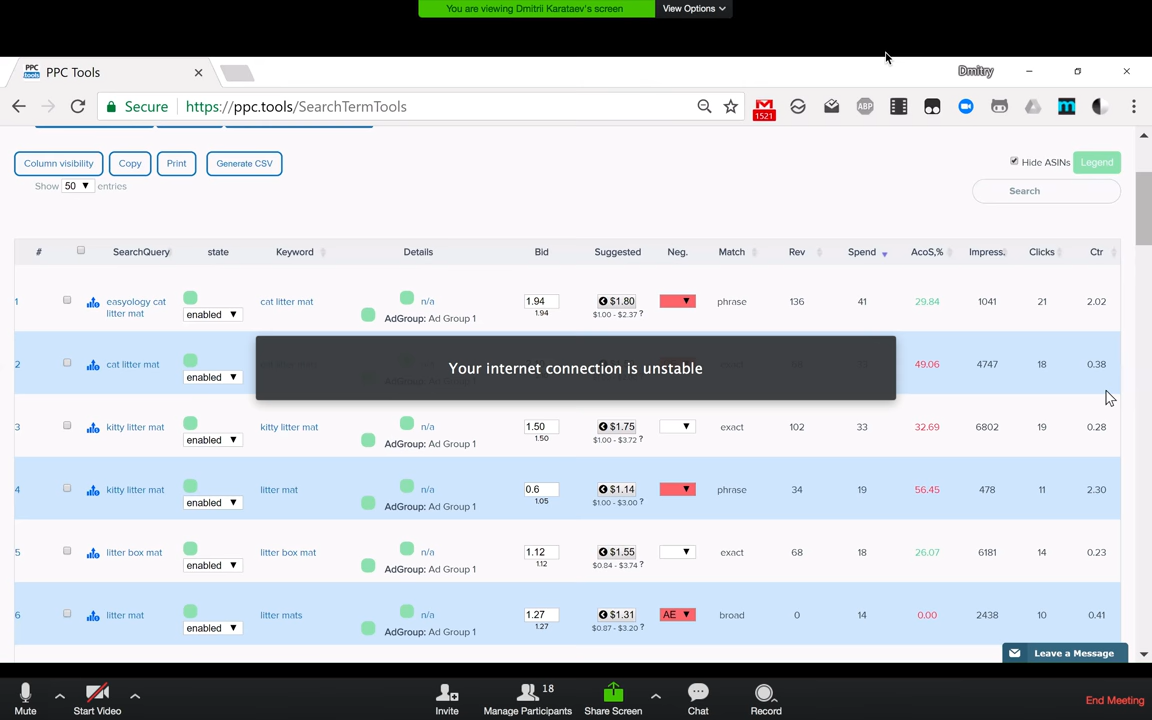 You are viewing Dmitrii Karataev's screen
View Options
PPC Tools
Dmitry
Secure
https://ppc.tools/SearchTermTools
1521
ABP
Column visibility
Copy
Print
Generate CSV
Hide ASINs
Legend
Show 50 entries
Search
# SearchQuery state Keyword Details Bid Suggested Neg. Match Rev Spend AcoS,% Impress. Clicks Ctr
1 easyology cat litter mat enabled cat litter mat n/a AdGroup: Ad Group 1 1.94 1.94 $1.80 $1.00 - $2.37 ? phrase 136 41 29.84 1041 21 2.02
2 cat litter mat enabled 49.06 4747 18 0.38
Your internet connection is unstable
3 kitty litter mat enabled kitty litter mat n/a AdGroup: Ad Group 1 1.50 1.50 $1.75 $1.00 - $3.72 ? exact 102 33 32.69 6802 19 0.28
4 kitty litter mat enabled litter mat n/a AdGroup: Ad Group 1 0.6 1.05 $1.14 $1.00 - $3.00 ? phrase 34 19 56.45 478 11 2.30
5 litter box mat enabled litter box mat n/a AdGroup: Ad Group 1 1.12 1.12 $1.55 $0.84 - $3.74 ? exact 68 18 26.07 6181 14 0.23
6 litter mat enabled litter mats n/a AdGroup: Ad Group 1 1.27 1.27 $1.31 $0.87 - $3.20 ? AE broad 0 14 0.00 2438 10 0.41
Leave a Message
Mute
Start Video
Invite
18
Manage Participants
Share Screen
Chat
Record
End Meeting